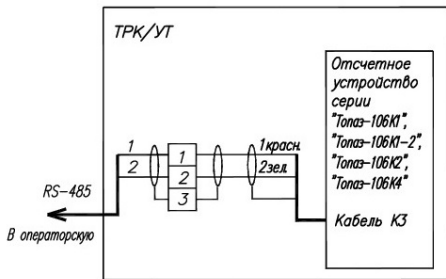 ТРК/УТ
Отсчетное
устройство
серии
"Топаз-106К1",
"Топаз-106К1-2",
"Топаз-106К2",
"Топаз-106К4"
1
1
1красн.
2
2
2зел.
3
RS-485
В операторскую
Кабель К3